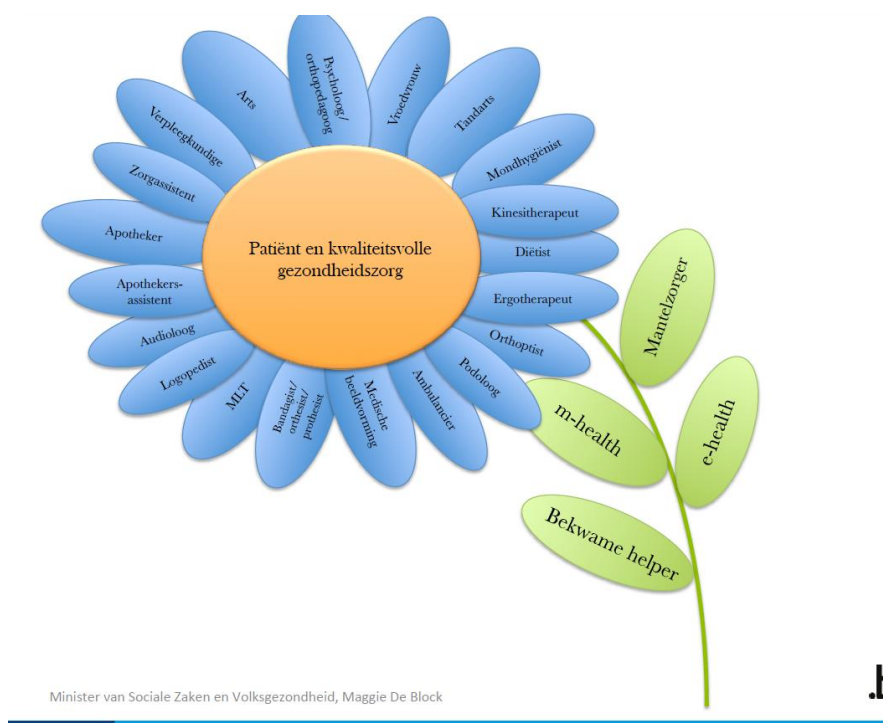 Psycholoog/
orthopedagoog
Vroedvrouw
Tandarts
Mondhygiënist
Kinesitherapeut
Diëtist
Ergotherapeut
Orthoptist
Podoloog
Ambulancier
Medische
beeldvorming
Bandagist/
orthesist/
prothesist
MLT
Logopedist
Audioloog
Apothekers-
assistent
Apotheker
Zorgassistent
Verpleegkundige
Arts
Patiënt en kwaliteitsvolle
gezondheidszorg
Mantelzorger
m-health
e-health
Bekwame helper
Minister van Sociale Zaken en Volksgezondheid, Maggie De Block